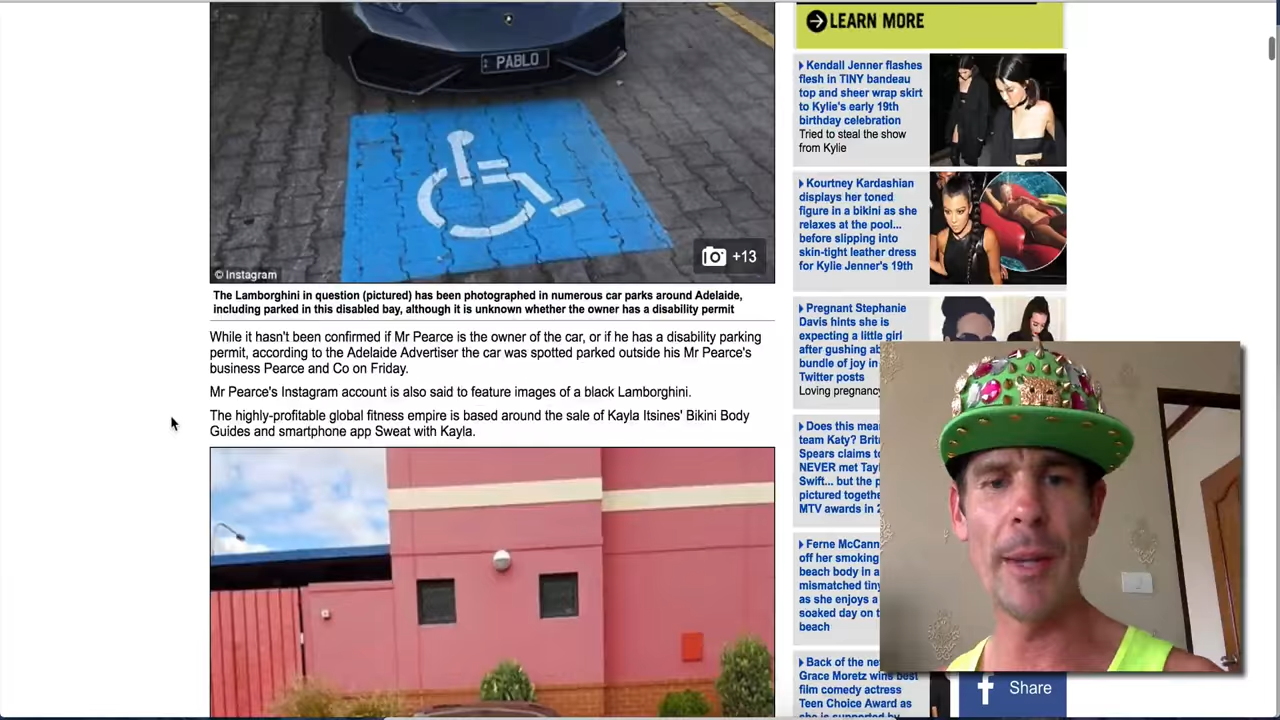 PABLO
+13
© Instagram
The Lamborghini in question (pictured) has been photographed in numerous car parks around Adelaide,
including parked in this disabled bay, although it is unknown whether the owner has a disability permit
While it hasn't been confirmed if Mr Pearce is the owner of the car, or if he has a disability parking
permit, according to the Adelaide Advertiser the car was spotted parked outside his Mr Pearce's
business Pearce and Co on Friday.
Mr Pearce's Instagram account is also said to feature images of a black Lamborghini.
The highly-profitable global fitness empire is based around the sale of Kayla Itsines' Bikini Body
Guides and smartphone app Sweat with Kayla.
LEARN MORE
Kendall Jenner flashes
flesh in TINY bandeau
top and sheer wrap skirt
to Kylie's early 19th
birthday celebration
Tried to steal the show
from Kylie
Kourtney Kardashian
displays her toned
figure in a bikini as she
relaxes at the pool...
before slipping into
skin-tight leather dress
for Kylie Jenner's 19th
Pregnant Stephanie
Davis hints she is
expecting a little girl
after gushing
bundle of joy in
Twitter posts
Loving pregnancy
Does this
team Katy?
Spears claims to
NEVER met
Swift... but the
pictured
MTV awards in
Ferne
off her smoking
beach body in a
mismatched
as she enjoys a
soaked day on
beach
Back of the
Grace Moretz wins best
film comedy actress
Teen Choice Award as
she is supported by
Share